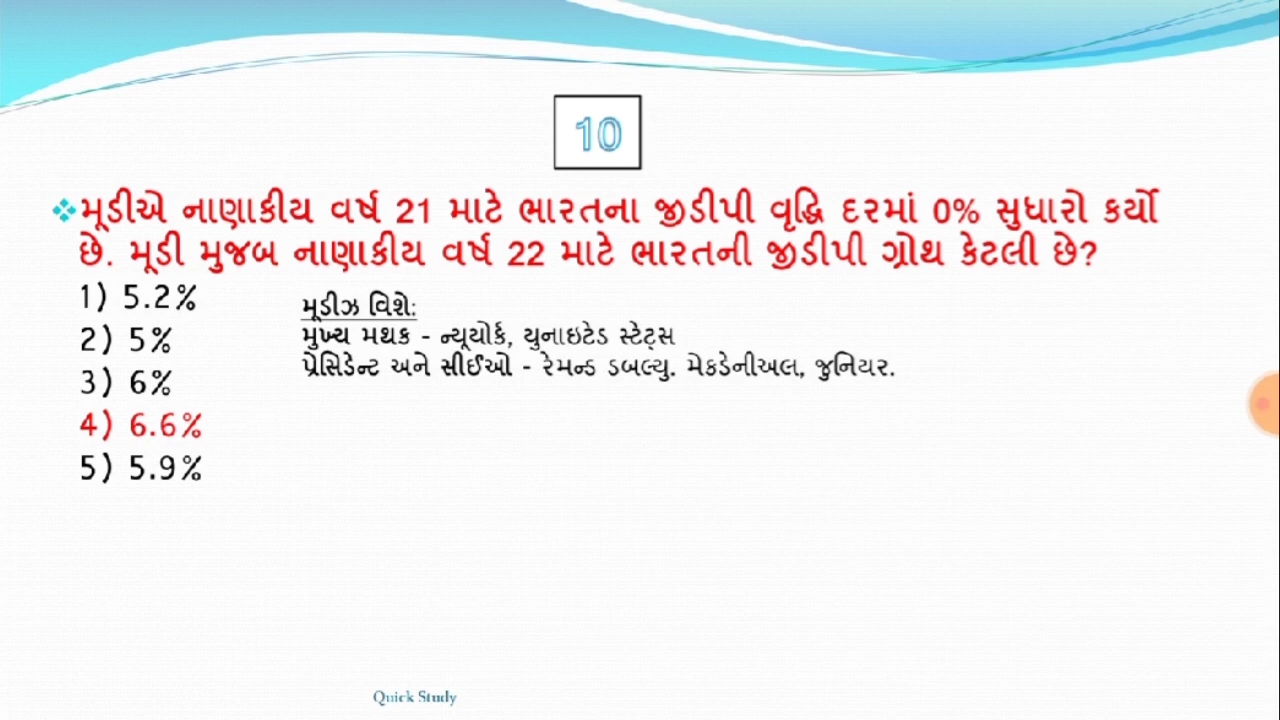 10
❖મૂડીએ નાણાકીય વર્ષ 21 માટે ભારતના જીડીપી વૃદ્ધિ દરમાં 0% સુધારો કર્યો
છે. મૂડી મુજબ નાણાકીય વર્ષ 22 માટે ભારતની જીડીપી ગ્રોથ કેટલી છે?
1) 5.2%
2) 5%
3) 6%
4) 6.6%
5) 5.9%
મૂડીઝ વિશે:
મુખ્ય મથક - ન્યૂયોર્ક, યુનાઇટેડ સ્ટેટ્સ
પ્રેસિડેન્ટ અને સીઈઓ - રેમન્ડ ડબલ્યુ. મેકડેનીઅલ, જુનિયર.
Quick Study